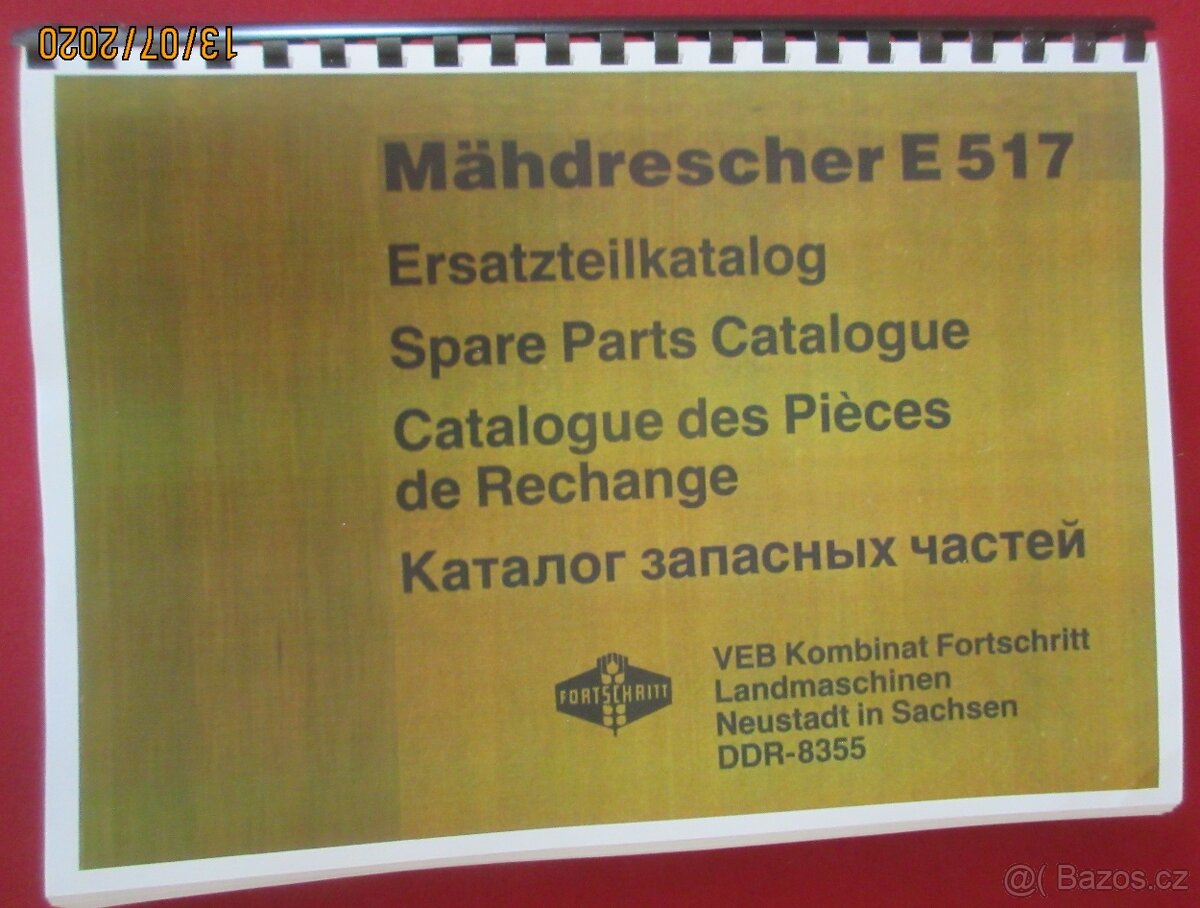 13/07/2020
Mähdrescher E 517
Ersatzteilkatalog
Spare Parts Catalogue
Catalogue des Pièces
de Rechange
Каталог запасных частей
FORTSCHRITT
VEB Kombinat Fortschritt
Landmaschinen
Neustadt in Sachsen
DDR-8355
@( Bazos.cz